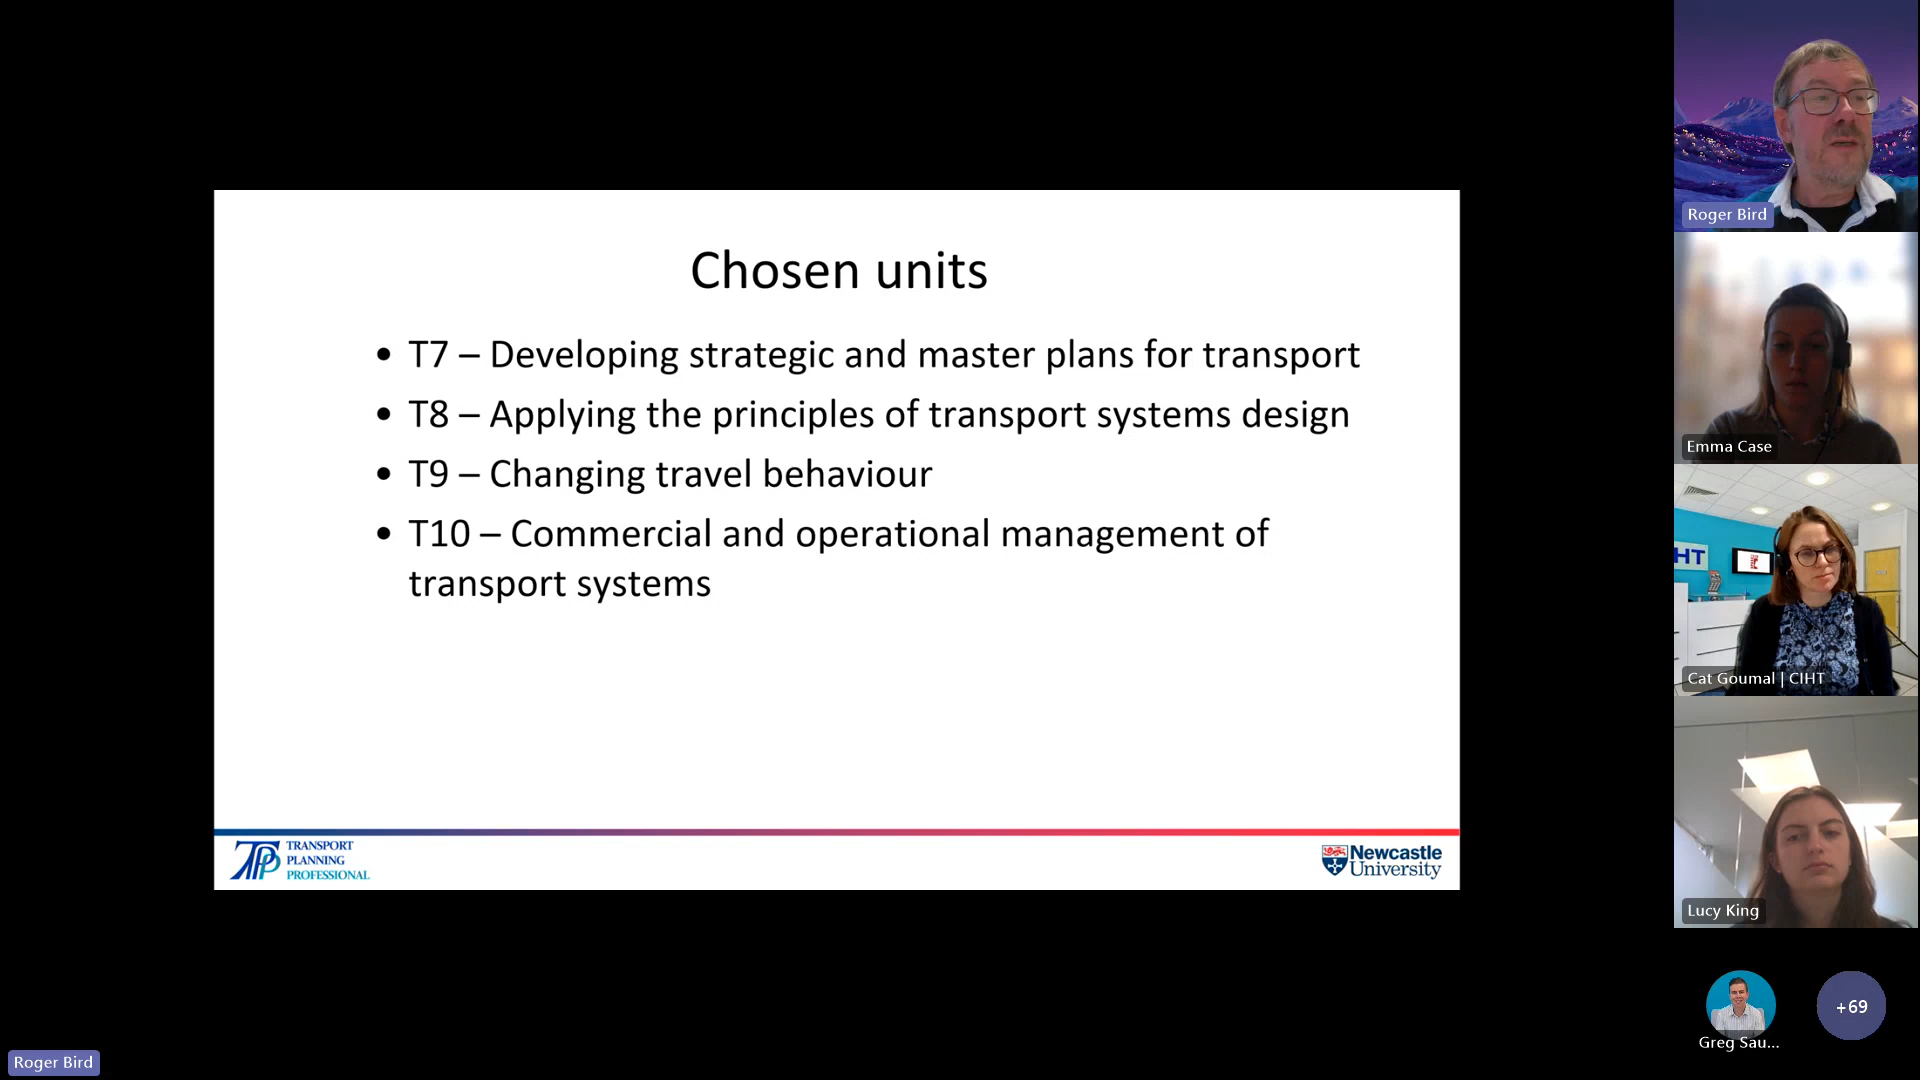 Chosen units
• T7 – Developing strategic and master plans for transport
• T8 – Applying the principles of transport systems design
• T9 – Changing travel behaviour
• T10 – Commercial and operational management of
transport systems
TPP
TRANSPORT
PLANNING
PROFESSIONAL
Newcastle
University
Roger Bird
Roger Bird
Emma Case
HT
Cat Goumal | CIHT
Lucy King
Greg Sau...
+69